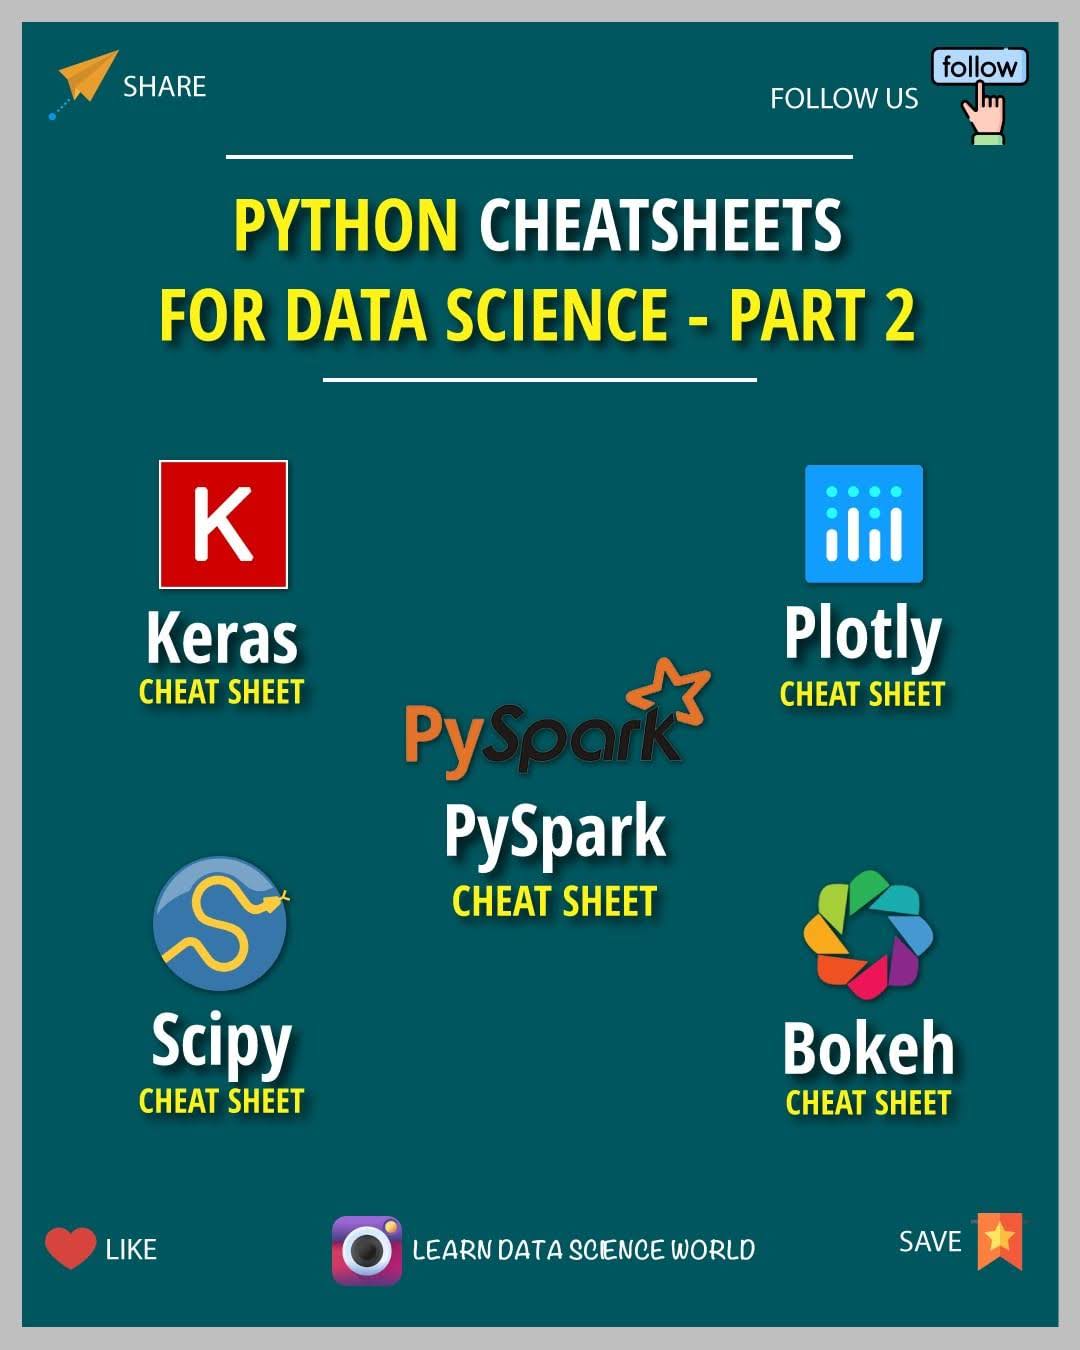 SHARE
FOLLOW US
follow
PYTHON CHEATSHEETS
FOR DATA SCIENCE - PART 2
K
Keras
CHEAT SHEET
Plotly
CHEAT SHEET
PySpark
PySpark
CHEAT SHEET
Scipy
CHEAT SHEET
Bokeh
CHEAT SHEET
LIKE
LEARN DATA SCIENCE WORLD
SAVE